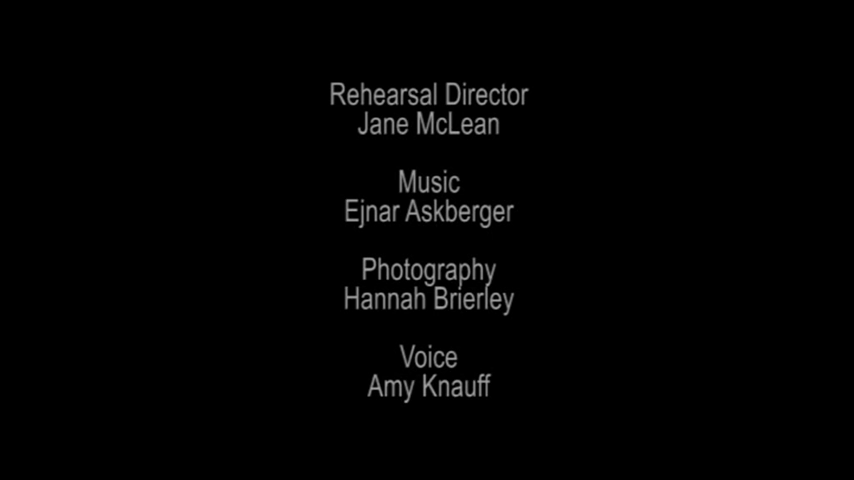 Rehearsal Director
Jane McLean
Music
Ejnar Askberger
Photography
Hannah Brierley
Voice
Amy Knauff